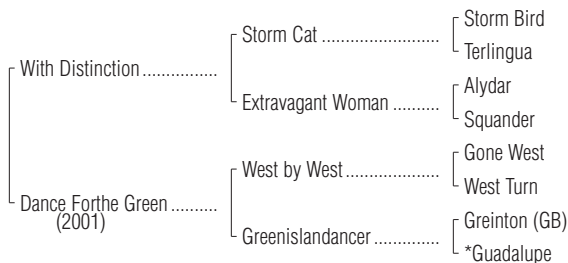 Storm Bird
Storm Cat ........................
Terlingua
With Distinction ...............
Alydar
Extravagant Woman ..........
Squander
Gone West
West by West ...................
West Turn
Dance Forthe Green ..........
(2001)
Greinton (GB)
Greenislandancer .............
*Guadalupe